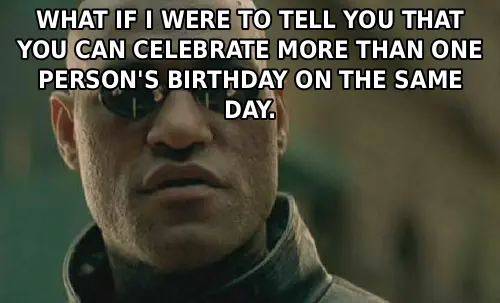 WHAT IF I WERE TO TELL YOU THAT
YOU CAN CELEBRATE MORE THAN ONE
PERSON'S BIRTHDAY ON THE SAME
DAY.